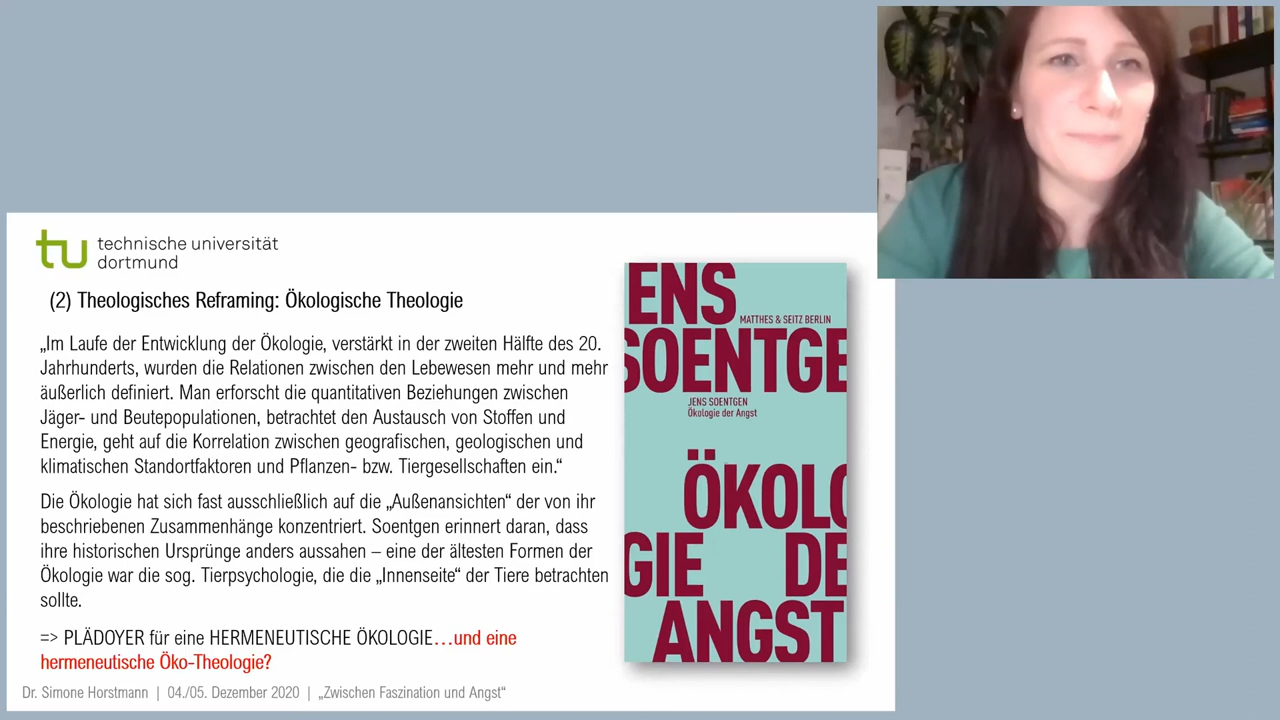 technische universität
dortmund
(2) Theologisches Reframing: Ökologische Theologie
„Im Laufe der Entwicklung der Ökologie, verstärkt in der zweiten Hälfte des 20.
Jahrhunderts, wurden die Relationen zwischen den Lebewesen mehr und mehr
äußerlich definiert. Man erforscht die quantitativen Beziehungen zwischen
Jäger- und Beutepopulationen, betrachtet den Austausch von Stoffen und
Energie, geht auf die Korrelation zwischen geografischen, geologischen und
klimatischen Standortfaktoren und Pflanzen- bzw. Tiergesellschaften ein.“
Die Ökologie hat sich fast ausschließlich auf die „Außenansichten“ der von ihr
beschriebenen Zusammenhänge konzentriert. Soentgen erinnert daran, dass
ihre historischen Ursprünge anders aussahen – eine der ältesten Formen der
Ökologie war die sog. Tierpsychologie, die die „Innenseite“ der Tiere betrachten
sollte.
=> PLÄDOYER für eine HERMENEUTISCHE ÖKOLOGIE…und eine
hermeneutische Öko-Theologie?
ENS
MATTHES & SEITZ BERLIN
SOENTGE
JENS SOENTGEN
Ökologie der Angst
ÖKOLO
GIE DE
ANGST
Dr. Simone Horstmann | 04./05. Dezember 2020 | „Zwischen Faszination und Angst“